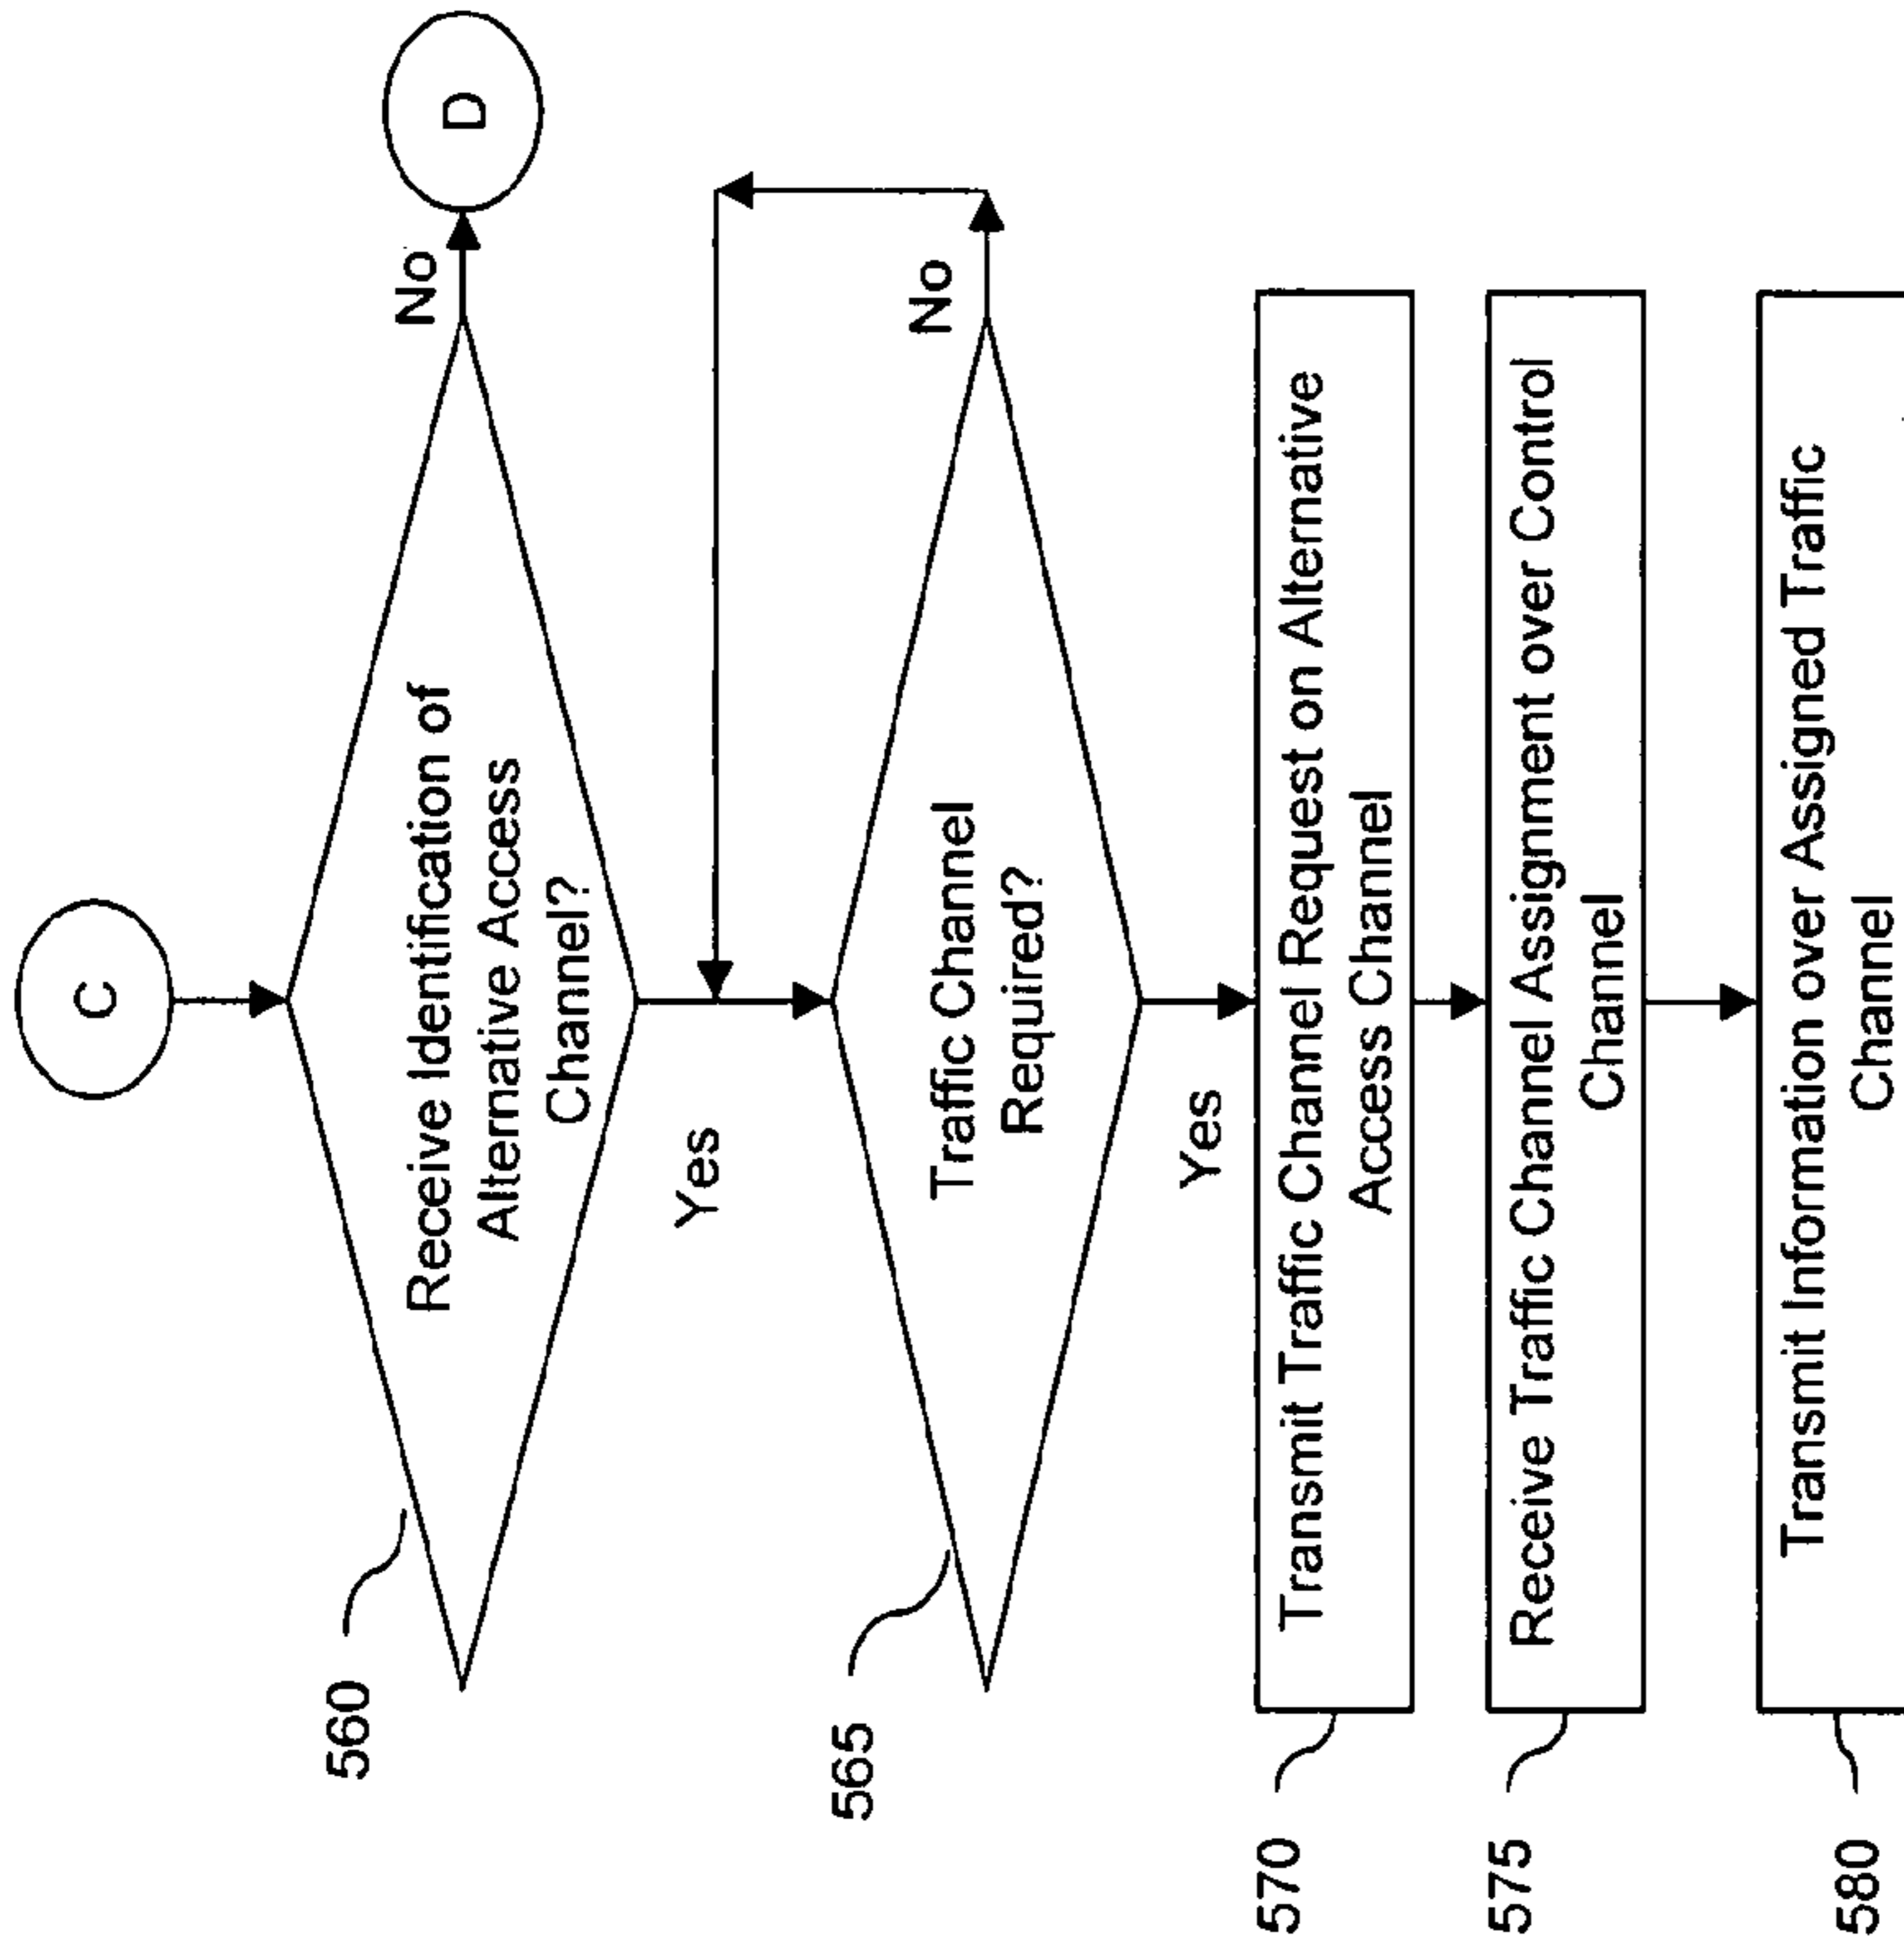 C
560
Receive Identification of
Alternative Access
Channel?
No
D
Yes
565
Traffic Channel
Required?
No
Yes
570
Transmit Traffic Channel Request on Alternative
Access Channel
575
Receive Traffic Channel Assignment over Control
Channel
580
Transmit Information over Assigned Traffic
Channel